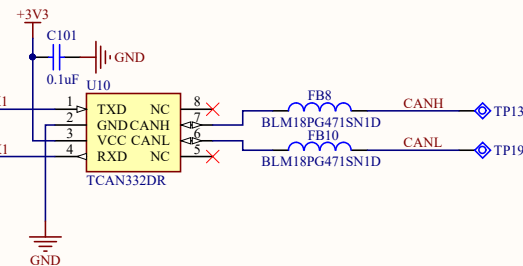 +3V3
C101
GND
0.1uF
U10
1 TXD NC 8
2 GND CANH 7
3 VCC CANL 6
4 RXD NC 5
TCAN332DR
FB8
BLM18PG471SN1D
CANH
TP13
FB10
BLM18PG471SN1D
CANL
TP19
GND